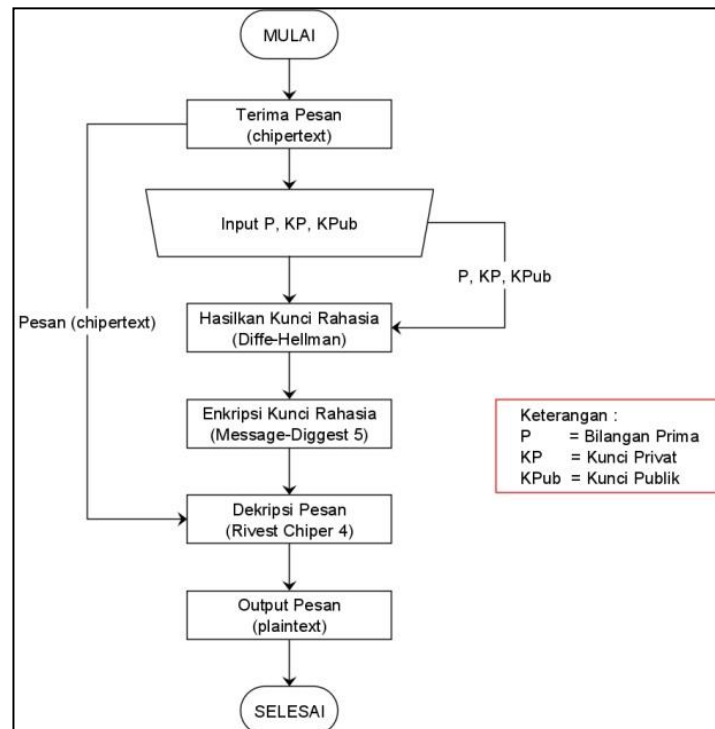 MULAI
Terima Pesan
(chipertext)
Input P, KP, KPub
P, KP, KPub
Pesan (chipertext)
Hasilkan Kunci Rahasia
(Diffe-Hellman)
Enkripsi Kunci Rahasia
(Message-Diggest 5)
Keterangan :
P = Bilangan Prima
KP = Kunci Privat
KPub = Kunci Publik
Dekripsi Pesan
(Rivest Chiper 4)
Output Pesan
(plaintext)
SELESAI